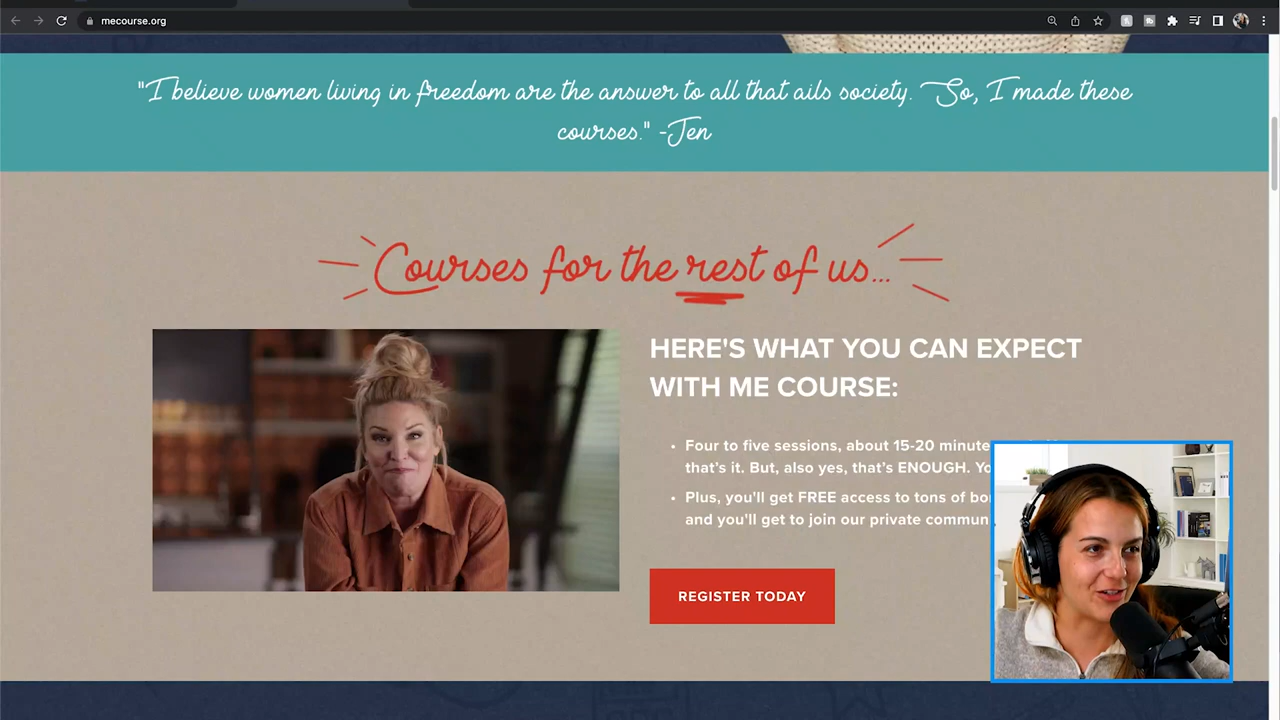 mecourse.org
"I believe women living in freedom are the answer to all that ails society. So, I made these
courses." -Jen
Courses for the rest of us...
HERE'S WHAT YOU CAN EXPECT
WITH ME COURSE:
• Four to five sessions, about 15-20 minute
that's it. But, also yes, that's ENOUGH.
• Plus, you'll get FREE access to tons of
and you'll get to join our private
REGISTER TODAY